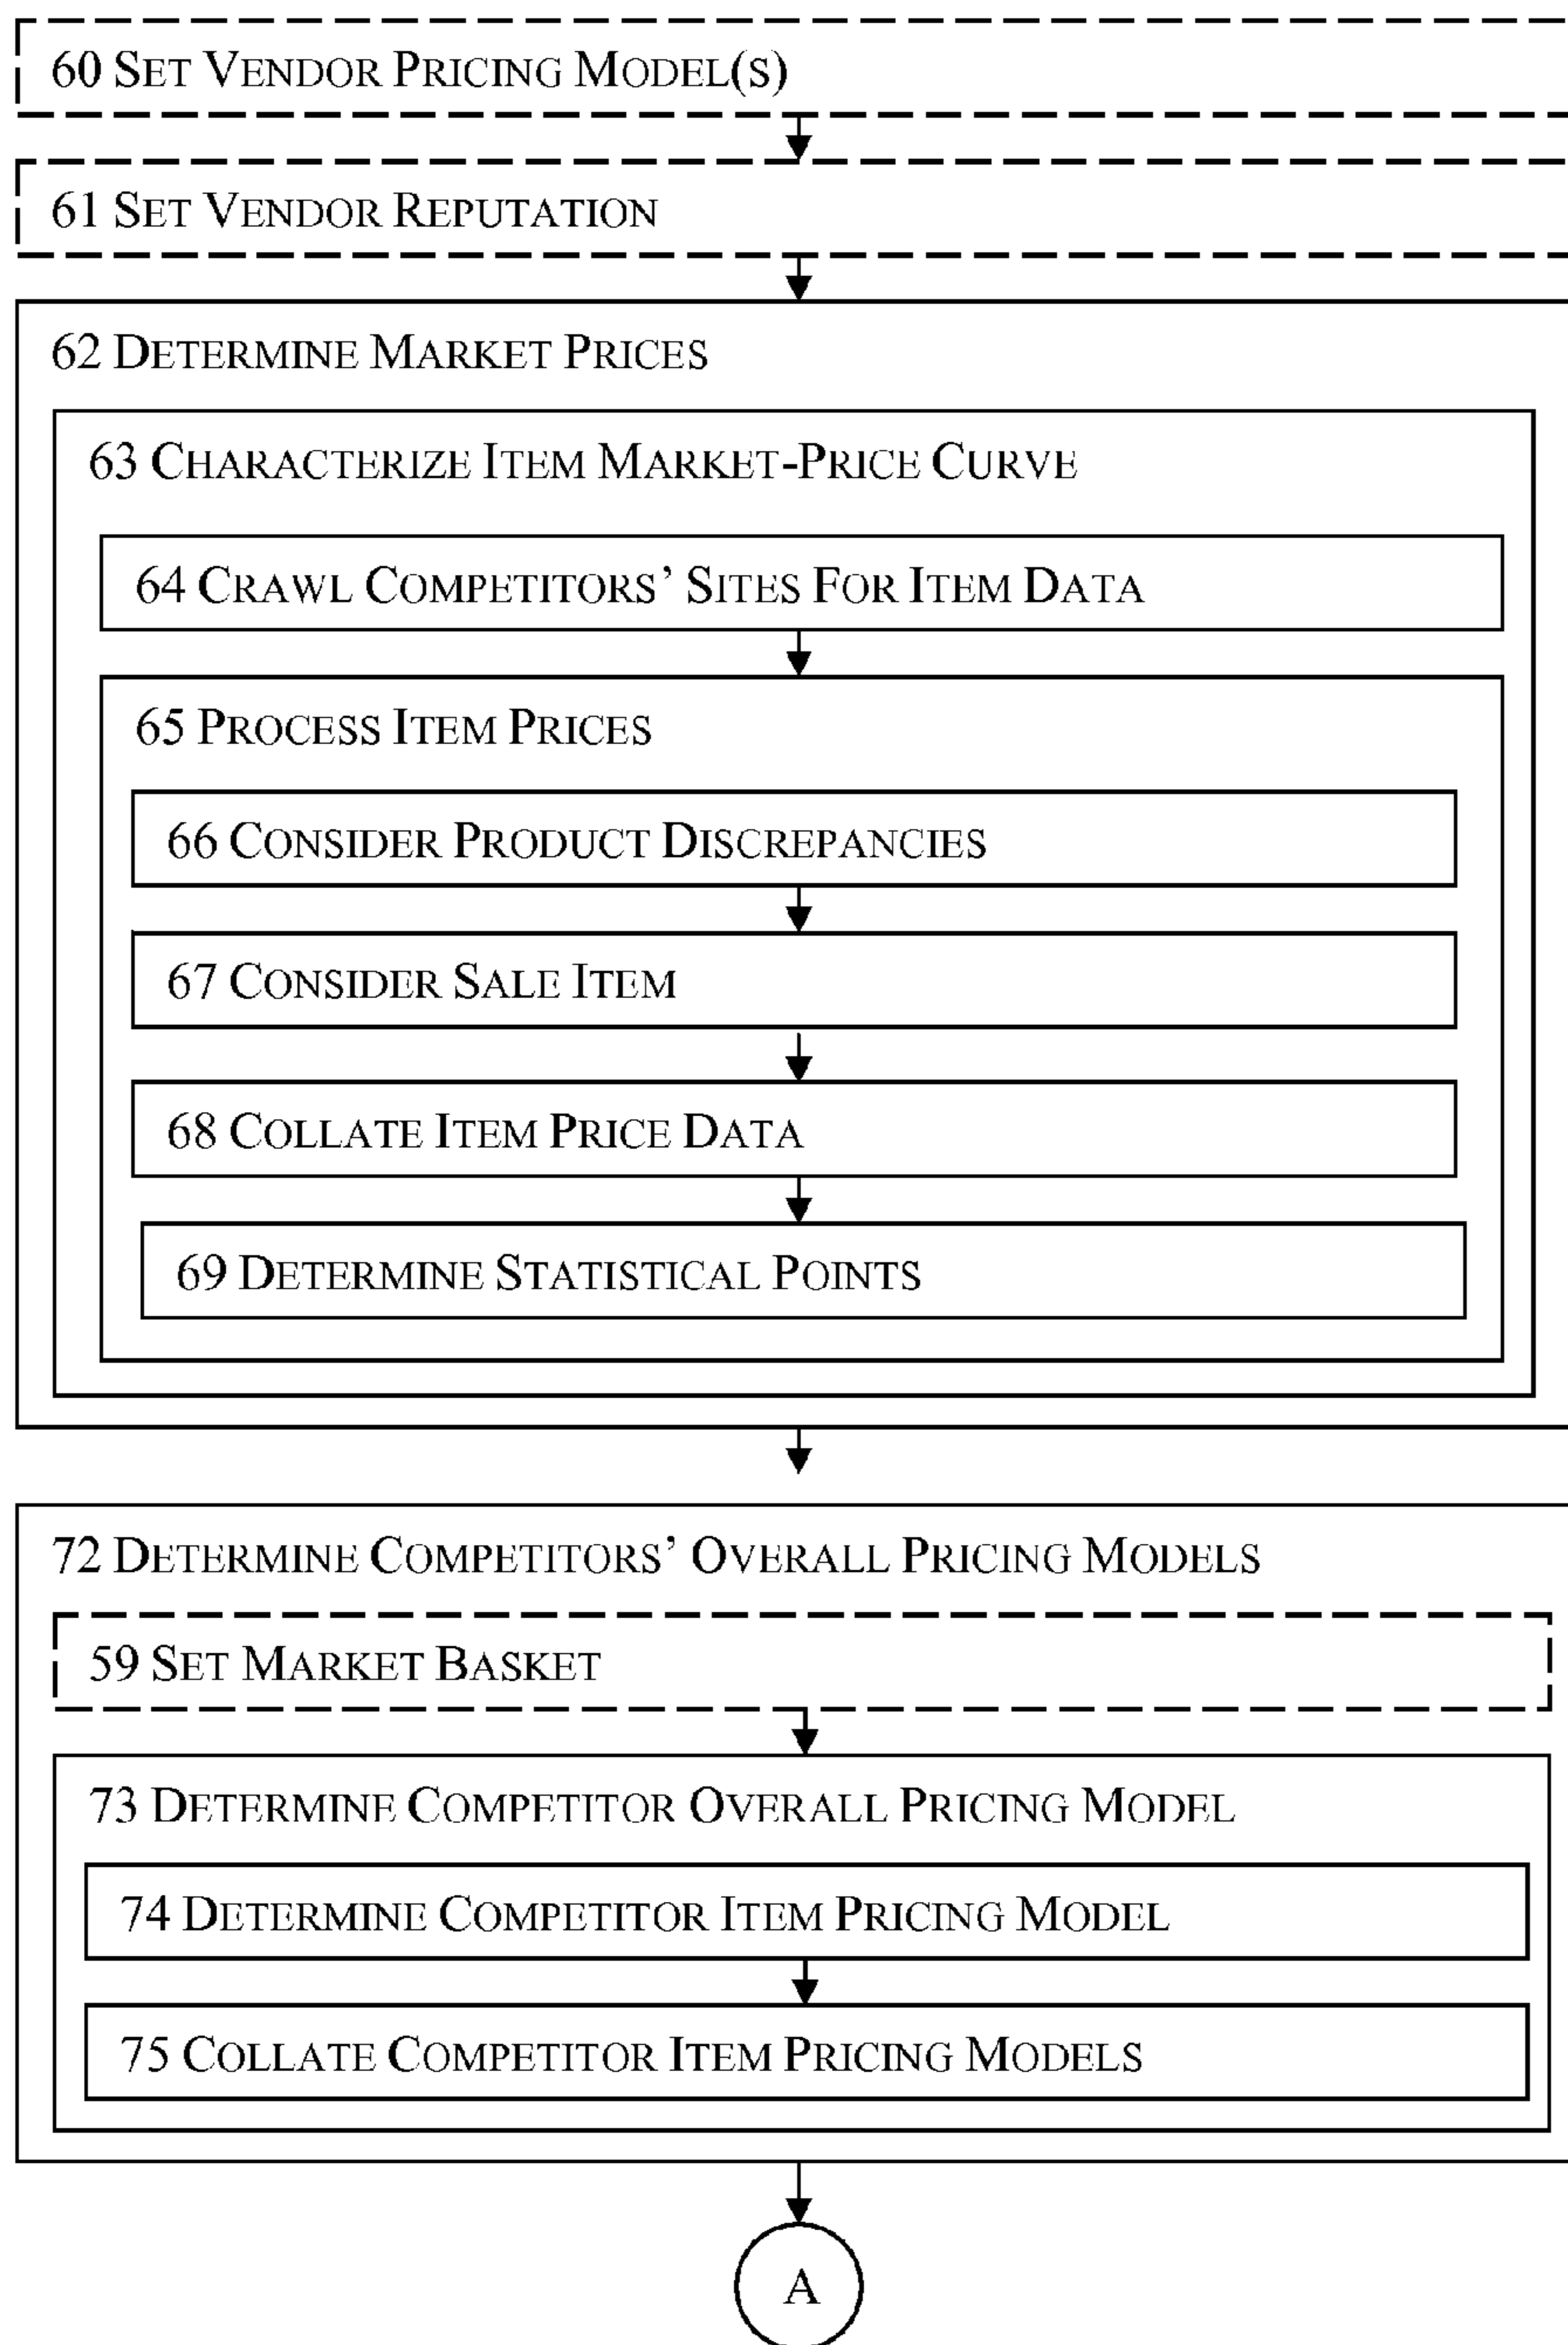 60 SET VENDOR PRICING MODEL(S)
61 SET VENDOR REPUTATION
62 DETERMINE MARKET PRICES
63 CHARACTERIZE ITEM MARKET-PRICE CURVE
64 CRAWL COMPETITORS’ SITES FOR ITEM DATA
65 PROCESS ITEM PRICES
66 CONSIDER PRODUCT DISCREPANCIES
67 CONSIDER SALE ITEM
68 COLLATE ITEM PRICE DATA
69 DETERMINE STATISTICAL POINTS
72 DETERMINE COMPETITORS’ OVERALL PRICING MODELS
59 SET MARKET BASKET
73 DETERMINE COMPETITOR OVERALL PRICING MODEL
74 DETERMINE COMPETITOR ITEM PRICING MODEL
75 COLLATE COMPETITOR ITEM PRICING MODELS
A